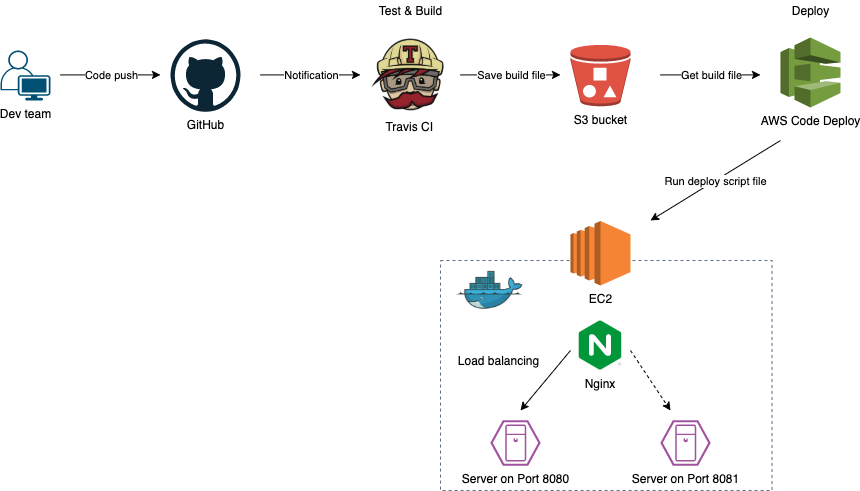 Test & Build
Deploy
Code push
Notification
Save build file
Get build file
T
Dev team
GitHub
Travis CI
S3 bucket
AWS Code Deploy
Run deploy script file
EC2
N
Load balancing
Nginx
Server on Port 8080
Server on Port 8081